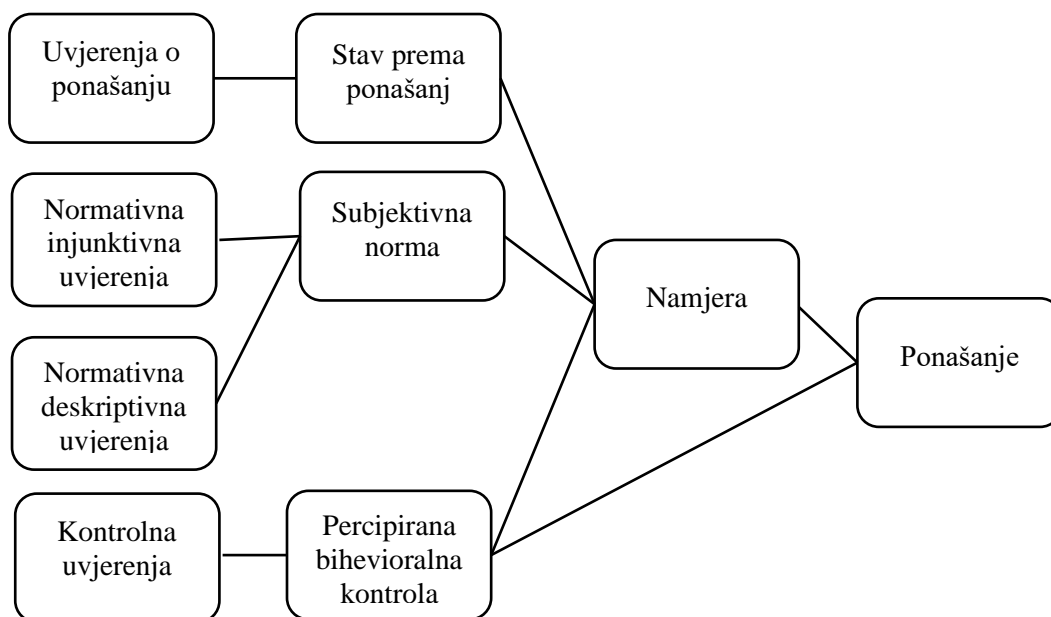 Uvjerenja o
ponašanju
Stav prema
ponašanj
Normativna
injunktivna
uvjerenja
Subjektivna
norma
Namjera
Ponašanje
Normativna
deskriptivna
uvjerenja
Kontrolna
uvjerenja
Percipirana
bihevioralna
kontrola